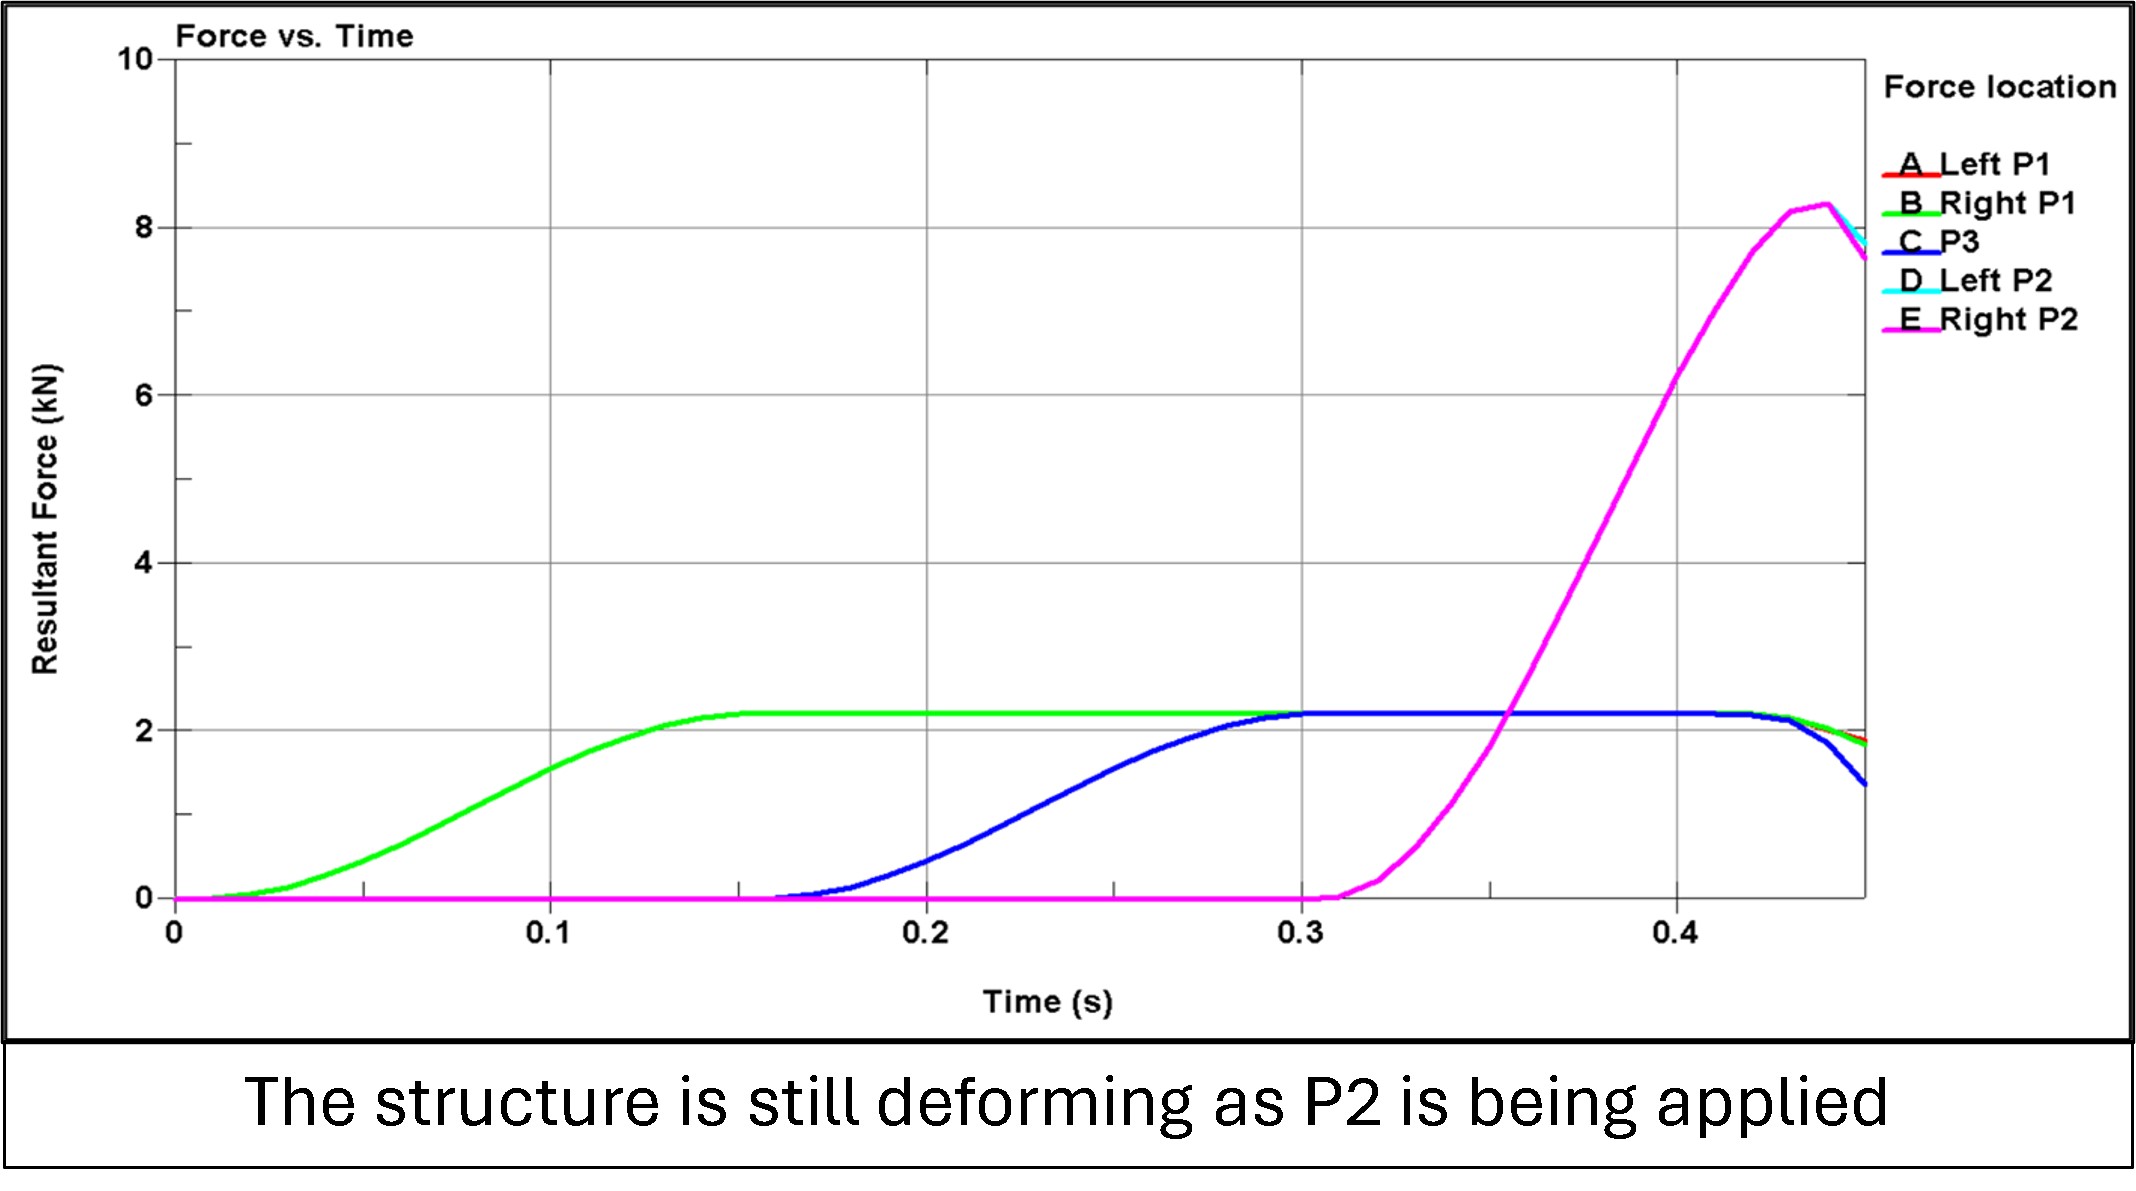 Force vs. Time
10
8
6
4
2
0
Resultant Force (kN)
0 0.1 0.2 0.3 0.4
Time (s)
Force location
A Left P1
B Right P1
C P3
D Left P2
E Right P2
The structure is still deforming as P2 is being applied